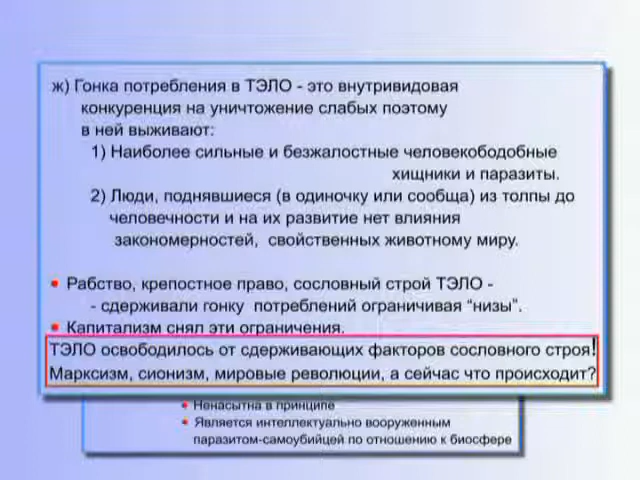 ж) Гонка потребления в ТЭЛО - это внутривидовая
конкуренция на уничтожение слабых поэтому
в ней выживают:
1) Наиболее сильные и безжалостные человекободобные
хищники и паразиты.
2) Люди, поднявшиеся (в одиночку или сообща) из толпы до
человечности и на их развитие нет влияния
закономерностей, свойственных животному миру.
• Рабство, крепостное право, сословный строй ТЭЛО -
- сдерживали гонку потреблений ограничивая “низы”.
• Капитализм снял эти ограничения.
ТЭЛО освободилось от сдерживающих факторов сословного строя!
Марксизм, сионизм, мировые революции, а сейчас что происходит?
• Ненасытна в принципе
• Является интеллектуально вооруженным
паразитом-самоубийцей по отношению к биосфере